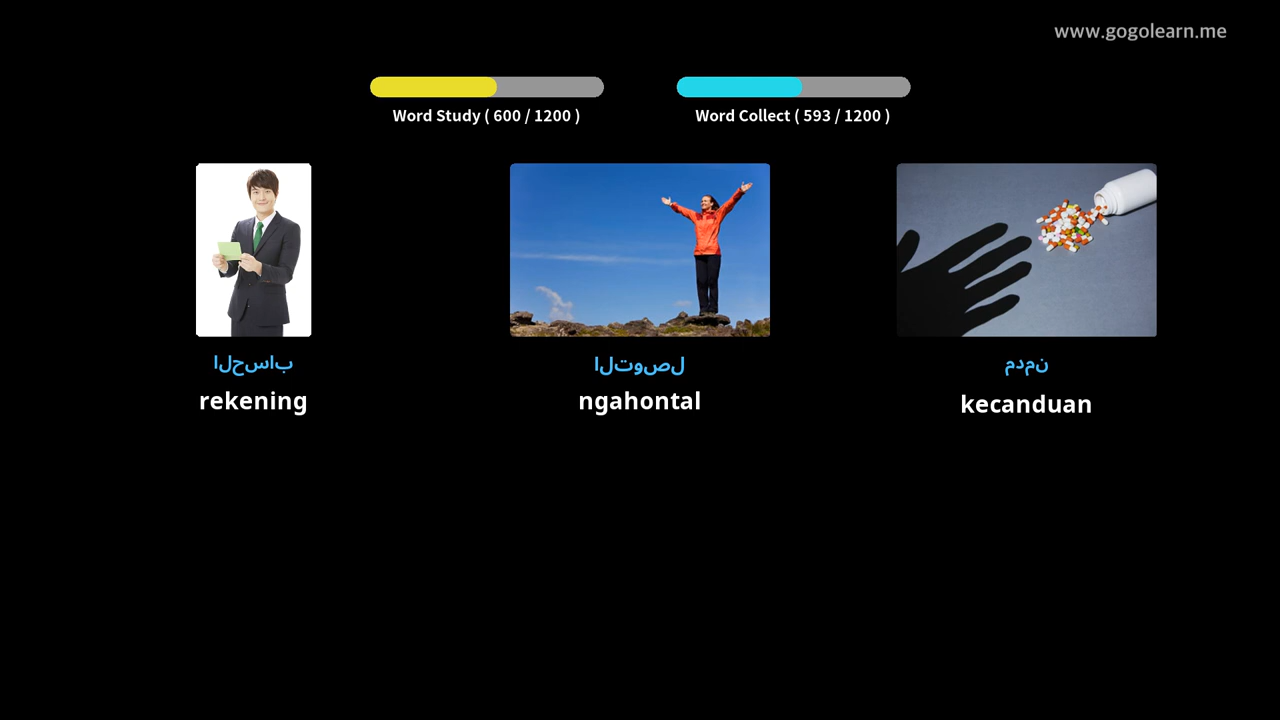 www.gogolearn.me
Word Study ( 600 / 1200 )
Word Collect ( 593 / 1200 )
الحساب
rekening
التوصل
ngahontal
مدمن
kecanduan